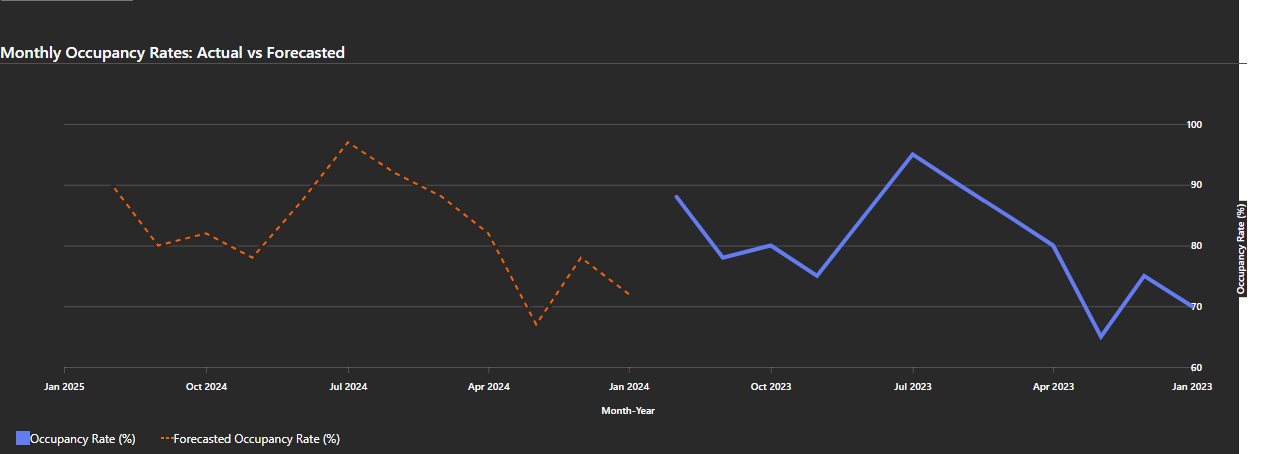 Monthly Occupancy Rates: Actual vs Forecasted
100
90
80
70
60
Occupancy Rate (%)
Jan 2025 Oct 2024 Jul 2024 Apr 2024 Jan 2024 Oct 2023 Jul 2023 Apr 2023 Jan 2023
Month-Year
Occupancy Rate (%) Forecasted Occupancy Rate (%)